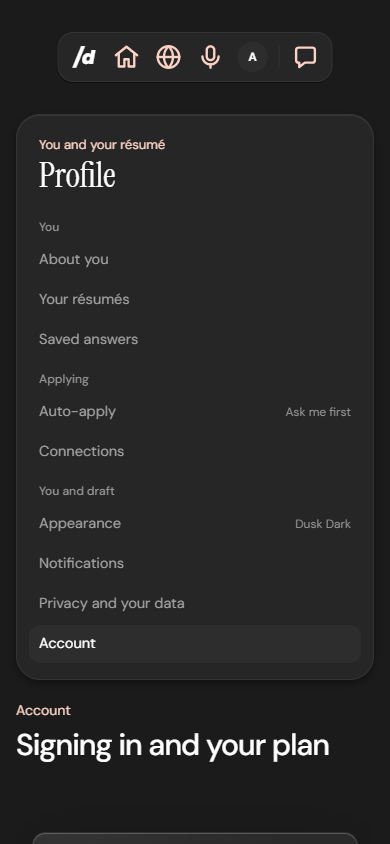 /d
A
You and your résumé
Profile
You
About you
Your résumés
Saved answers
Applying
Auto-apply Ask me first
Connections
You and draft
Appearance Dusk Dark
Notifications
Privacy and your data
Account
Account
Signing in and your plan